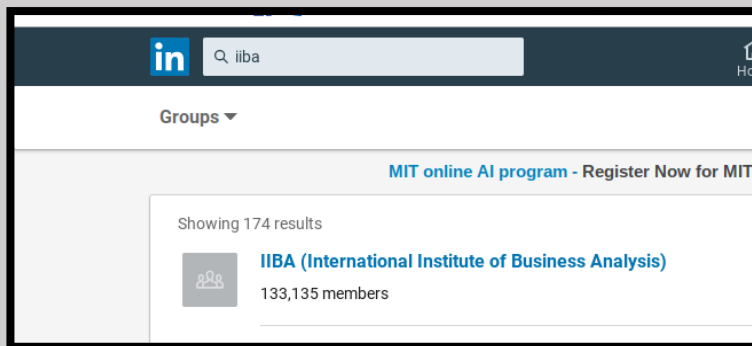 in iiba
Groups
MIT online AI program - Register Now for MIT
Showing 174 results
IIBA (International Institute of Business Analysis)
133,135 members